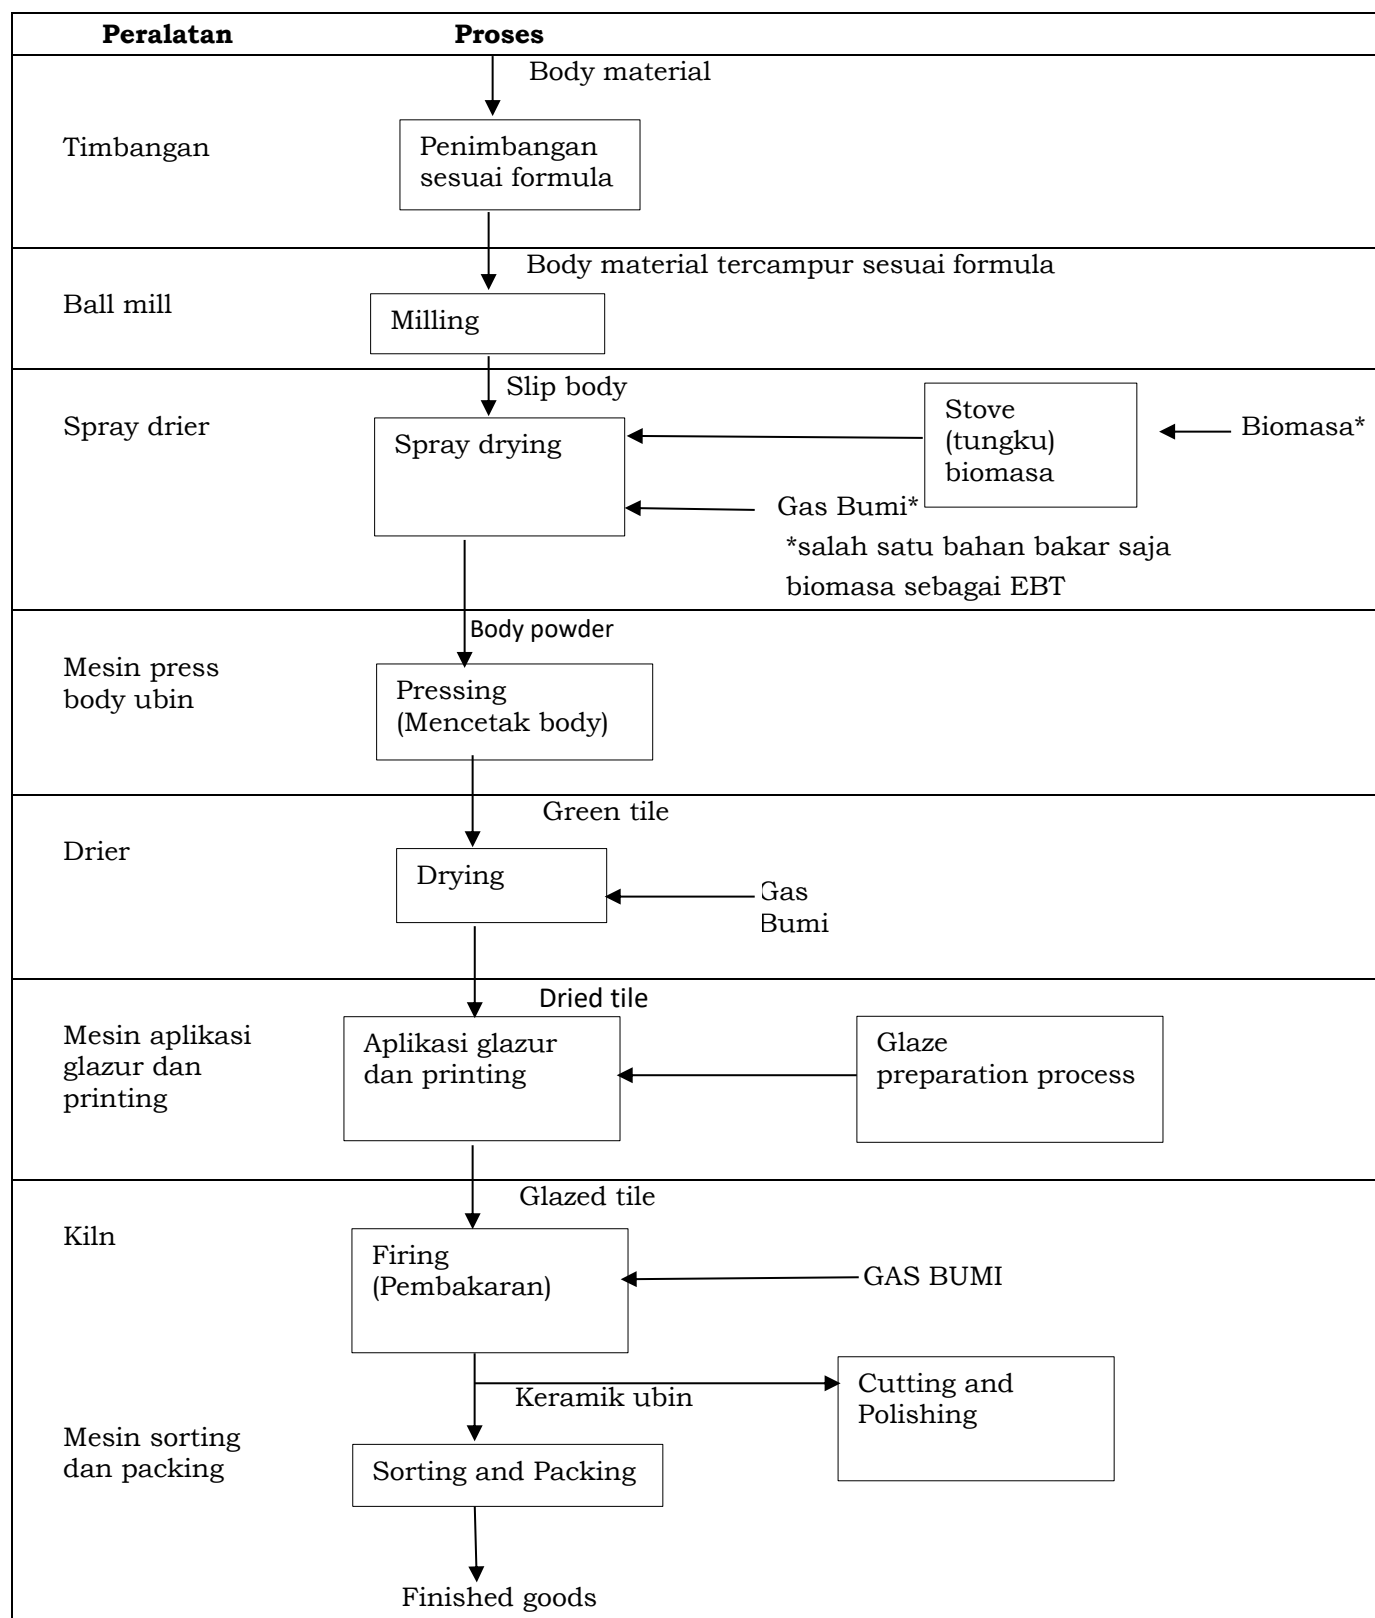 Peralatan
Proses
Body material
Timbangan
Penimbangan
sesuai formula
Body material tercampur sesuai formula
Ball mill
Milling
Slip body
Spray drier
Spray drying
Stove
(tungku)
biomasa
Biomasa*
Gas Bumi*
*salah satu bahan bakar saja
biomasa sebagai EBT
Body powder
Mesin press
body ubin
Pressing
(Mencetak body)
Green tile
Drier
Drying
Gas
Bumi
Dried tile
Mesin aplikasi
glazur dan
printing
Aplikasi glazur
dan printing
Glaze
preparation process
Glazed tile
Kiln
Firing
(Pembakaran)
GAS BUMI
Keramik ubin
Cutting and
Polishing
Mesin sorting
dan packing
Sorting and Packing
Finished goods